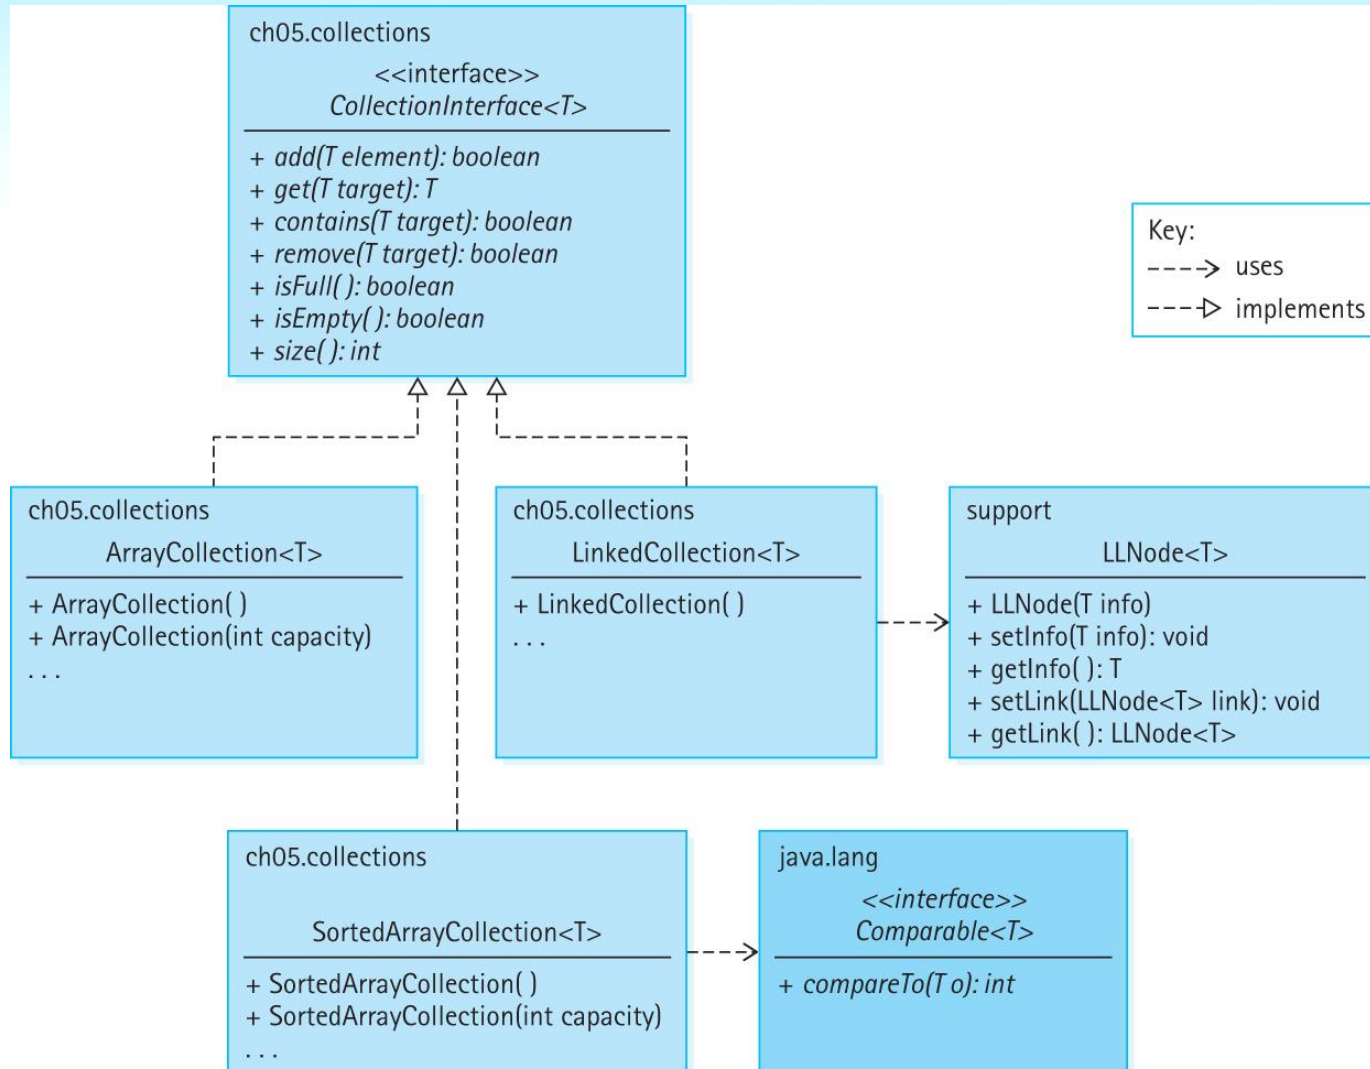 ch05.collections
<<interface>>
CollectionInterface<T>
+ add(T element): boolean
+ get(T target): T
+ contains(T target): boolean
+ remove(T target): boolean
+ isFull( ): boolean
+ isEmpty( ): boolean
+ size( ): int
Key:
uses
implements
ch05.collections
ArrayCollection<T>
+ ArrayCollection( )
+ ArrayCollection(int capacity)
. . .
ch05.collections
LinkedCollection<T>
+ LinkedCollection( )
. . .
support
LLNode<T>
+ LLNode(T info)
+ setInfo(T info): void
+ getInfo( ): T
+ setLink(LLNode<T> link): void
+ getLink( ): LLNode<T>
ch05.collections
SortedArrayCollection<T>
+ SortedArrayCollection( )
+ SortedArrayCollection(int capacity)
. . .
java.lang
<<interface>>
Comparable<T>
+ compareTo(T o): int